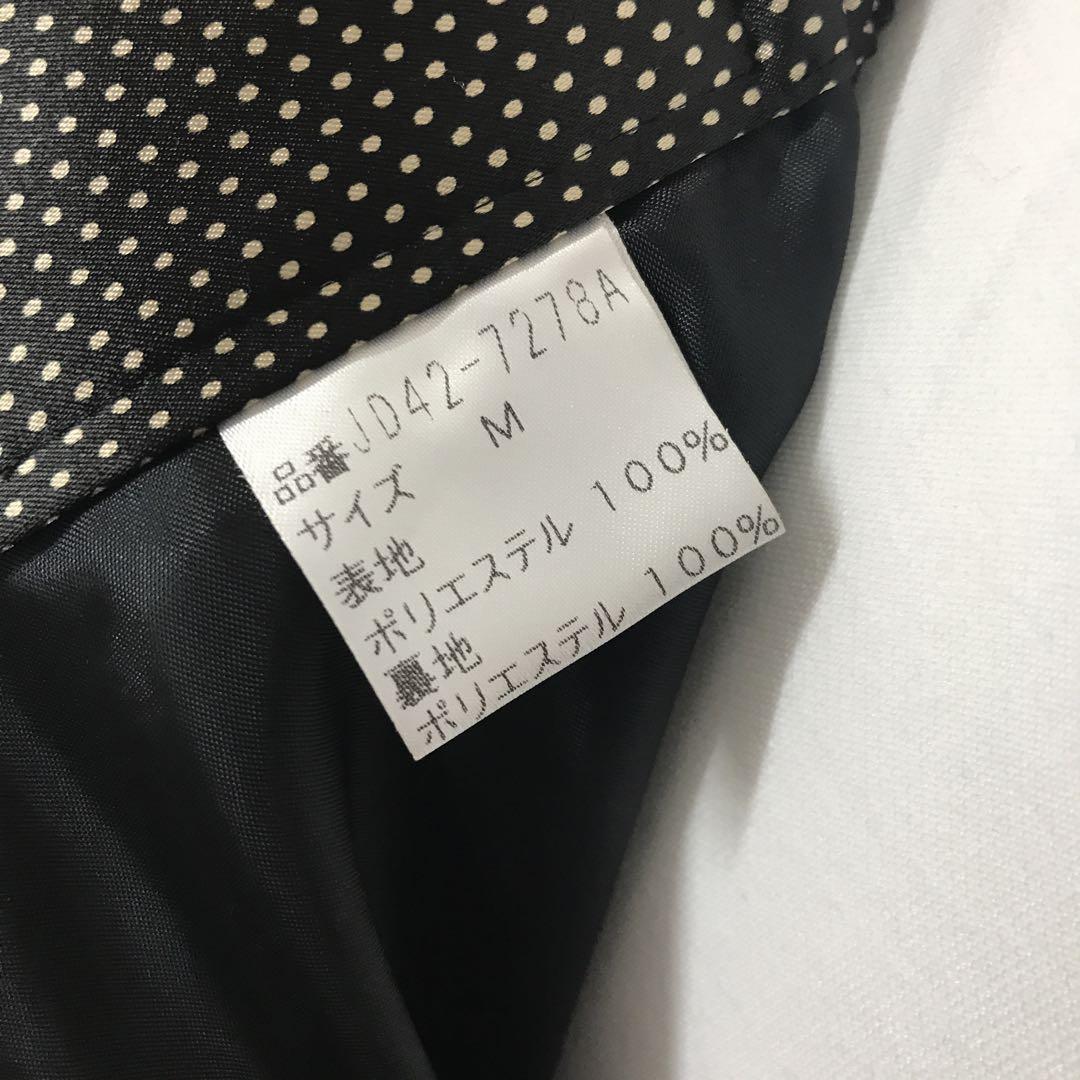 品番JD42-7278A
サイズ M
表地
ポリエステル 100%
裏地
ポリエステル 100%